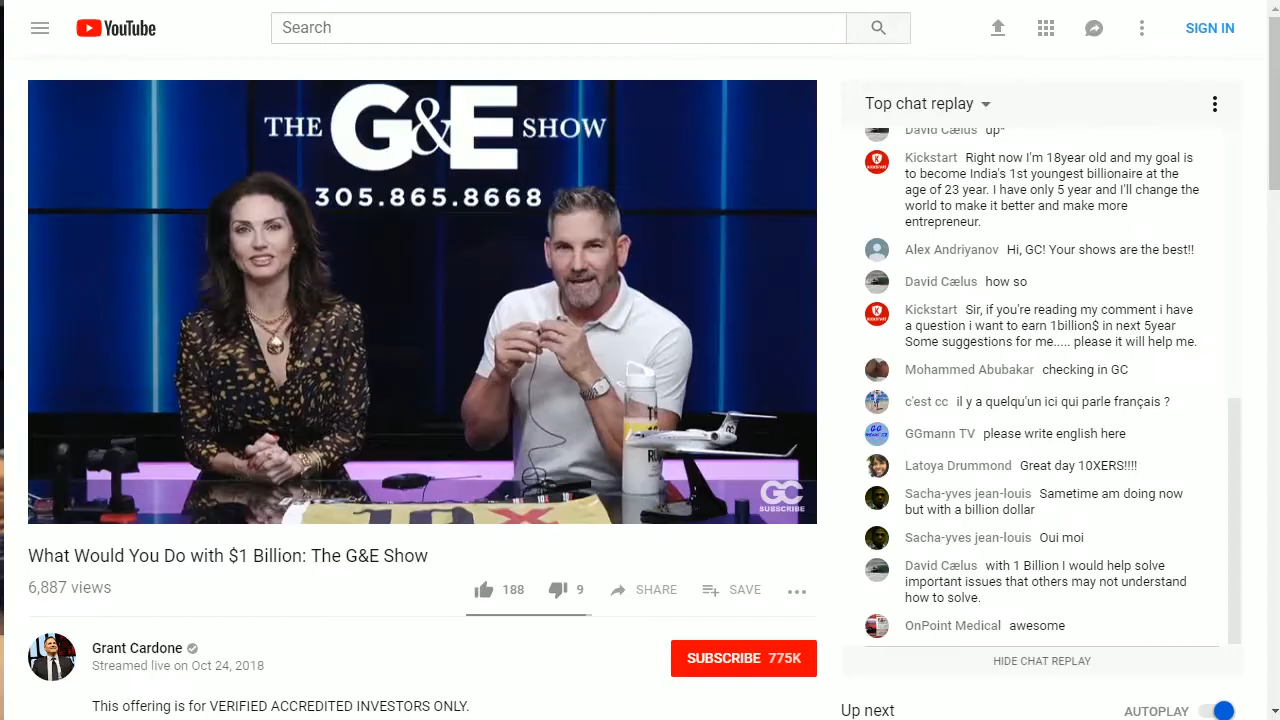 YouTube
Search
SIGN IN
THE G&E SHOW
305.865.8668
GC
SUBSCRIBE
What Would You Do with $1 Billion: The G&E Show
6,887 views
188
9
SHARE
SAVE
Grant Cardone
Streamed live on Oct 24, 2018
SUBSCRIBE 775K
This offering is for VERIFIED ACCREDITED INVESTORS ONLY.
Top chat replay
David Cælus up*
Kickstart Right now I'm 18year old and my goal is
to become India's 1st youngest billionaire at the
age of 23 year. I have only 5 year and I'll change the
world to make it better and make more
entrepreneur.
Alex Andriyanov Hi, GC! Your shows are the best!!
David Cælus how so
Kickstart Sir, if you're reading my comment i have
a question i want to earn 1billion$ in next 5year
Some suggestions for me..... please it will help me.
Mohammed Abubakar checking in GC
c'est cc il y a quelqu'un ici qui parle français ?
GGmann TV please write english here
Latoya Drummond Great day 10XERS!!!!
Sacha-yves jean-louis Sametime am doing now
but with a billion dollar
Sacha-yves jean-louis Oui moi
David Cælus with 1 Billion I would help solve
important issues that others may not understand
how to solve.
OnPoint Medical awesome
HIDE CHAT REPLAY
Up next
AUTOPLAY